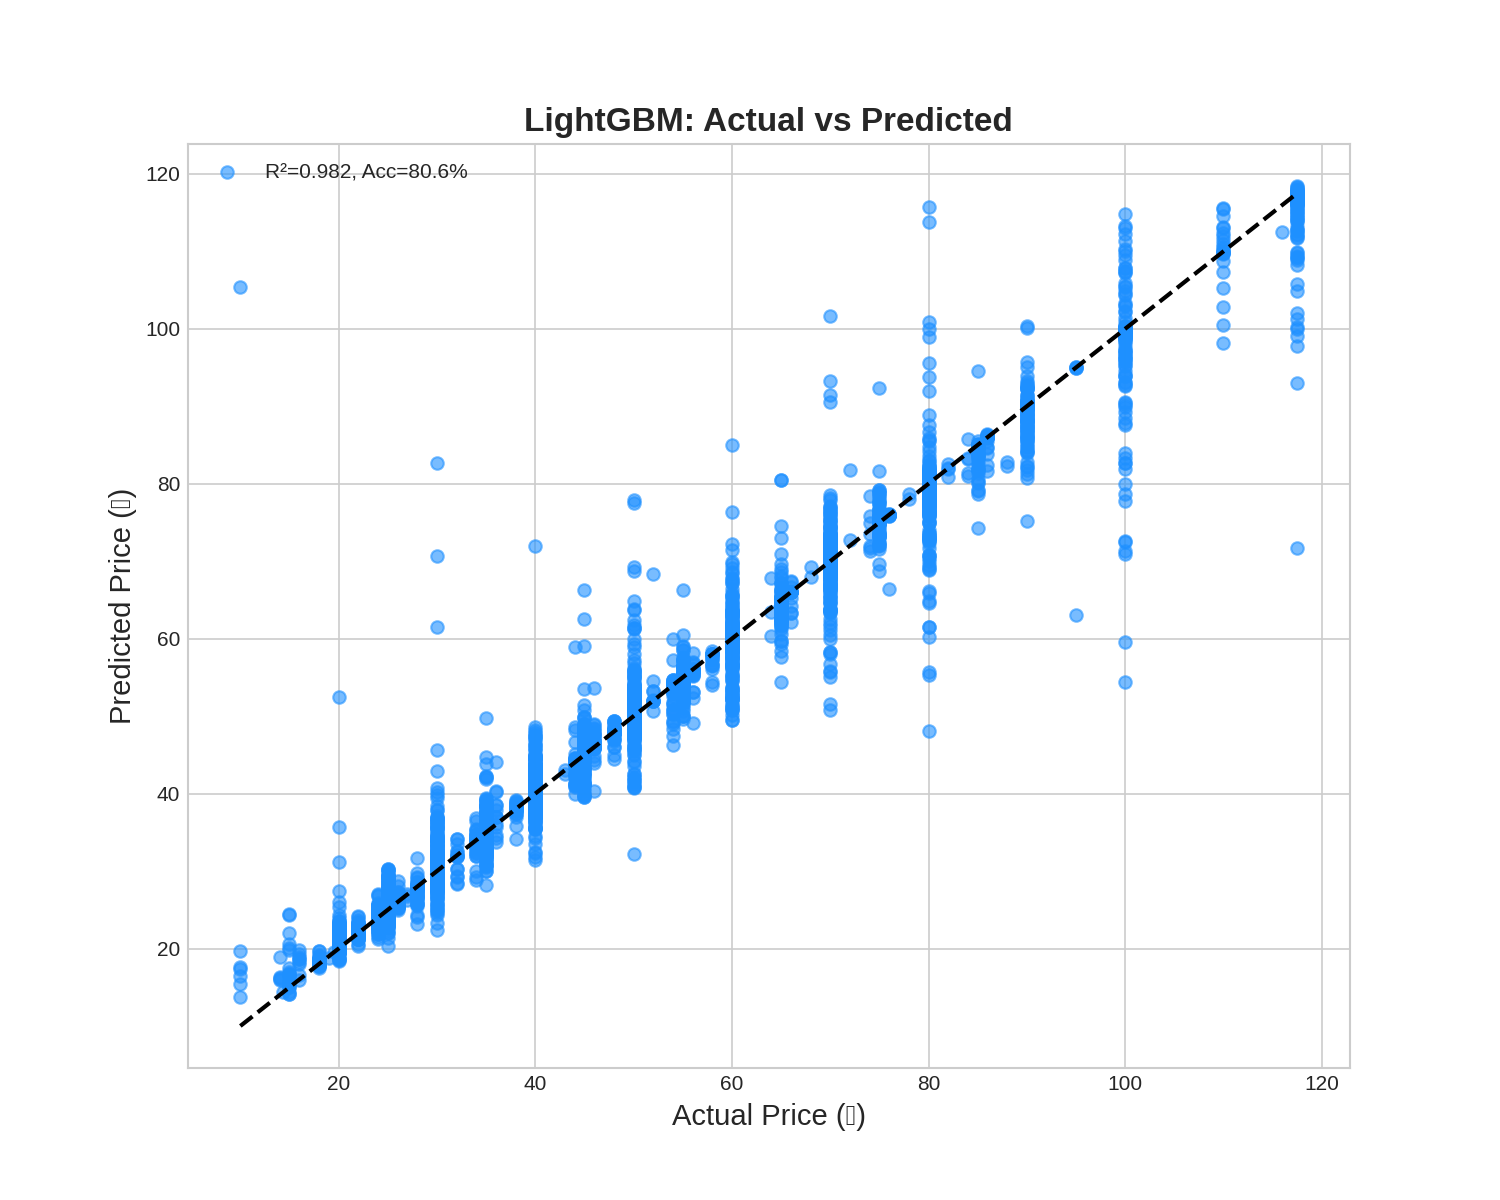 LightGBM: Actual vs Predicted
R²=0.982, Acc=80.6%
120
100
80
60
40
20
Predicted Price (▯)
20 40 60 80 100 120
Actual Price (▯)